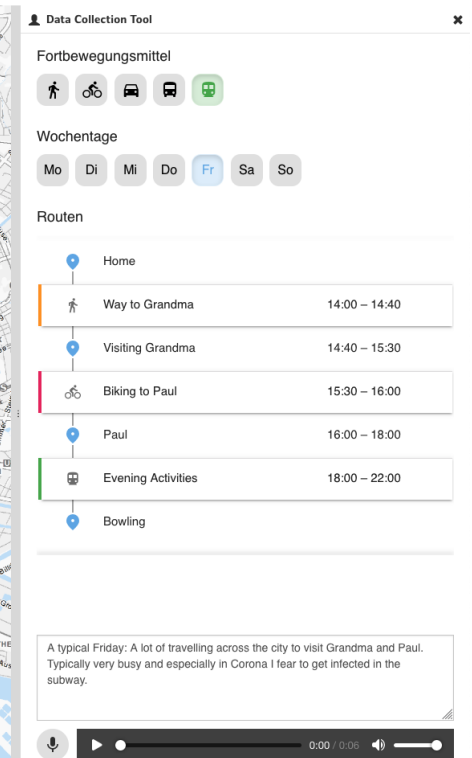 Data Collection Tool
Fortbewegungsmittel
Wochentage
Mo Di Mi Do Fr Sa So
Routen
Home
Way to Grandma 14:00 – 14:40
Visiting Grandma 14:40 – 15:30
Biking to Paul 15:30 – 16:00
Paul 16:00 – 18:00
Evening Activities 18:00 – 22:00
Bowling
A typical Friday: A lot of travelling across the city to visit Grandma and Paul.
Typically very busy and especially in Corona I fear to get infected in the
subway.
0:00 / 0:06